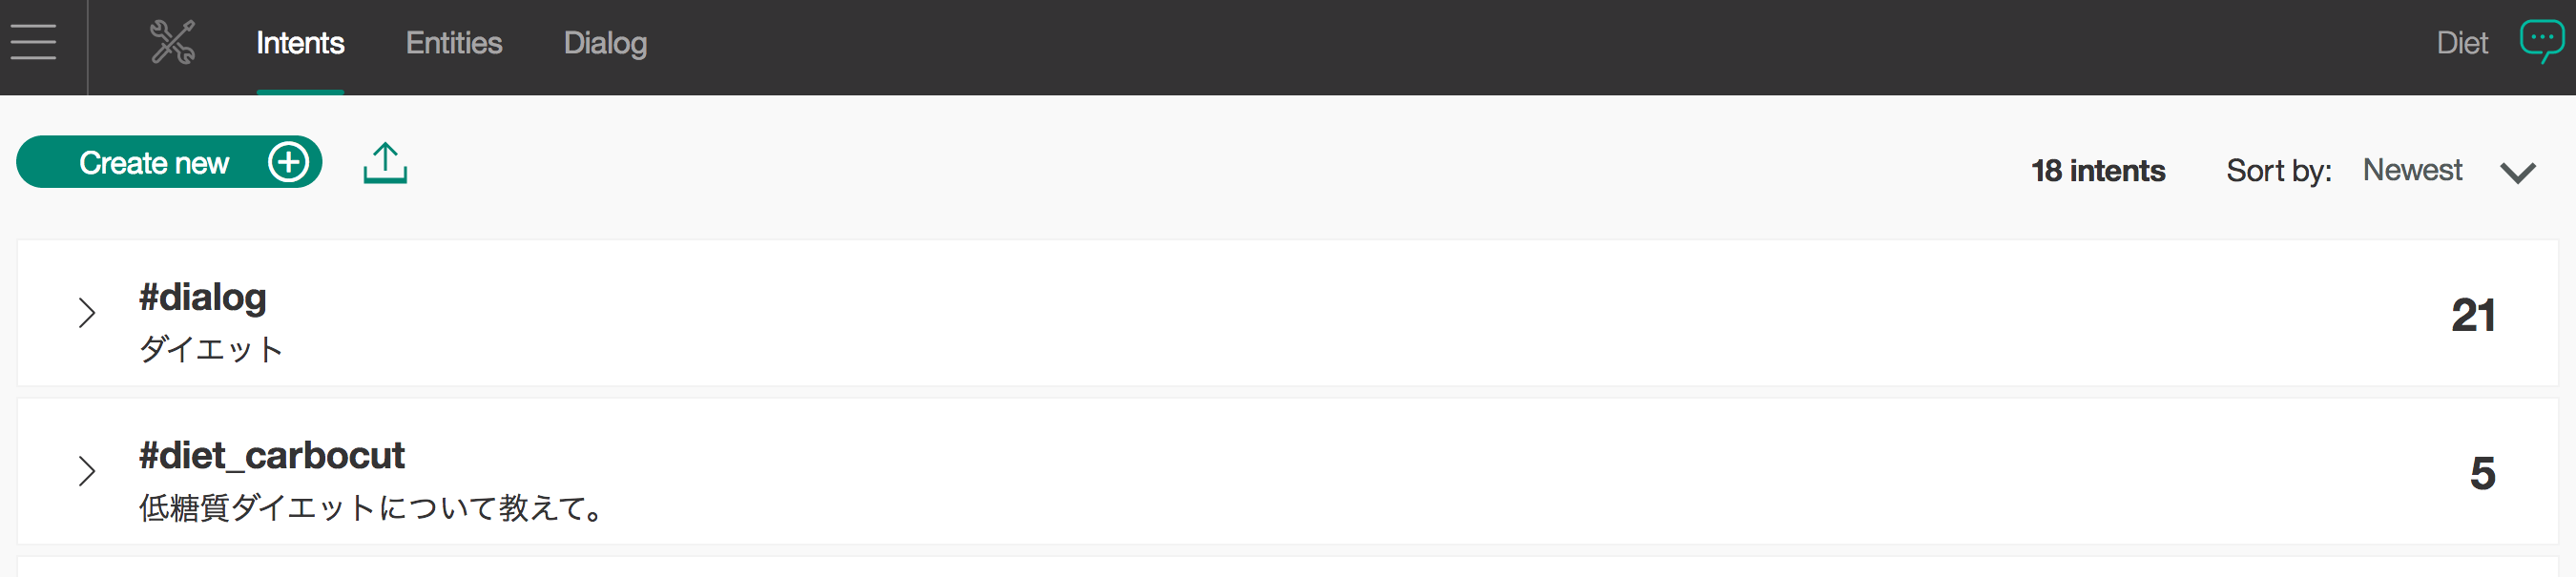 Intents Entities Dialog Diet
Create new 18 intents Sort by: Newest
#dialog
ダイエット
21
#diet_carbocut
低糖質ダイエットについて教えて。
5